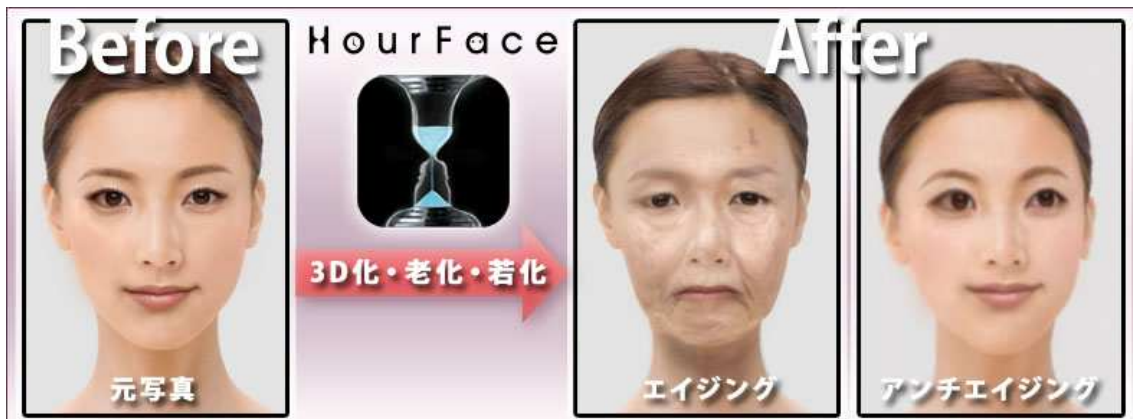 Before
HourFace
After
3D化・老化・若化
元写真
エイジング
アンチエイジング